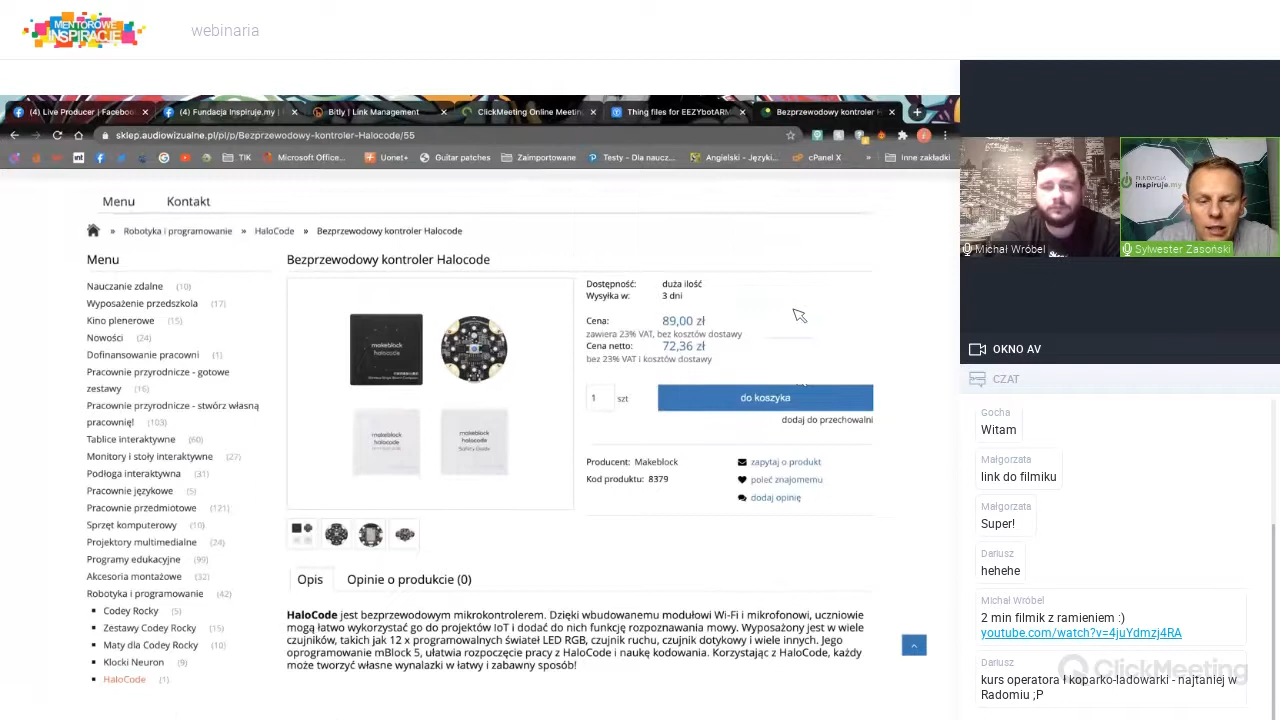 MENTOROWE
INSPIRACJE
webinaria
(4) Live Producer | Facebook
(4) Fundacja Inspiruje.my |
Bitly | Link Management
ClickMeeting Online Meeting
Thing files for EEZYbotARM
Bezprzewodowy kontroler H
sklep.audiowizualne.pl/pl/p/Bezprzewodowy-kontroler-Halocode/55
TIK
Microsoft Office...
Uonet+
Guitar patches
Zaimportowane
Testy - Dla naucz...
Angielski - Języki...
cPanel X
»
Inne zakładki
Menu
Kontakt
» Robotyka i programowanie » HaloCode » Bezprzewodowy kontroler Halocode
Menu
Nauczanie zdalne (10)
Wyposażenie przedszkola (17)
Kino plenerowe (15)
Nowości (24)
Dofinansowanie pracowni (1)
Pracownie przyrodnicze - gotowe
zestawy (16)
Pracownie przyrodnicze - stwórz własną
pracownię! (103)
Tablice interaktywne (60)
Monitory i stoły interaktywne (27)
Podłoga interaktywna (31)
Pracownie językowe (5)
Pracownie przedmiotowe (121)
Sprzęt komputerowy (10)
Projektory multimedialne (24)
Programy edukacyjne (99)
Akcesoria montażowe (32)
Robotyka i programowanie (42)
Codey Rocky (5)
Zestawy Codey Rocky (15)
Maty dla Codey Rocky (10)
Klocki Neuron (9)
HaloCode (1)
Bezprzewodowy kontroler Halocode
makeblock
halocode
makeblock
halocode
makeblock
halocode
Safety Guide
Dostępność: duża ilość
Wysyłka w: 3 dni
Cena: 89,00 zł
zawiera 23% VAT, bez kosztów dostawy
Cena netto: 72,36 zł
bez 23% VAT i kosztów dostawy
1 szt
do koszyka
dodaj do przechowalni
Producent: Makeblock
Kod produktu: 8379
zapytaj o produkt
poleć znajomemu
dodaj opinię
Opis
Opinie o produkcie (0)
HaloCode jest bezprzewodowym mikrokontrolerem. Dzięki wbudowanemu modułowi Wi-Fi i mikrofonowi, uczniowie
mogą łatwo wykorzystać go do projektów IoT i dodać do nich funkcję rozpoznawania mowy. Wyposażony jest w wiele
czujników, takich jak 12 x programowalnych świateł LED RGB, czujnik ruchu, czujnik dotykowy i wiele innych. Jego
oprogramowanie mBlock 5, ułatwia rozpoczęcie pracy z HaloCode i naukę kodowania. Korzystając z HaloCode, każdy
może tworzyć własne wynalazki w łatwy i zabawny sposób!
FUNDACJA
inspiruje.my
Michał Wróbel
Sylwester Zasoński
OKNO AV
CZAT
Gocha
Witam
Małgorzata
link do filmiku
Małgorzata
Super!
Dariusz
hehehe
Michał Wróbel
2 min filmik z ramieniem :)
youtube.com/watch?v=4juYdmzj4RA
Dariusz
kurs operatora ł koparko-ladowarki - najtaniej w
Radomiu ;P
ClickMeeting